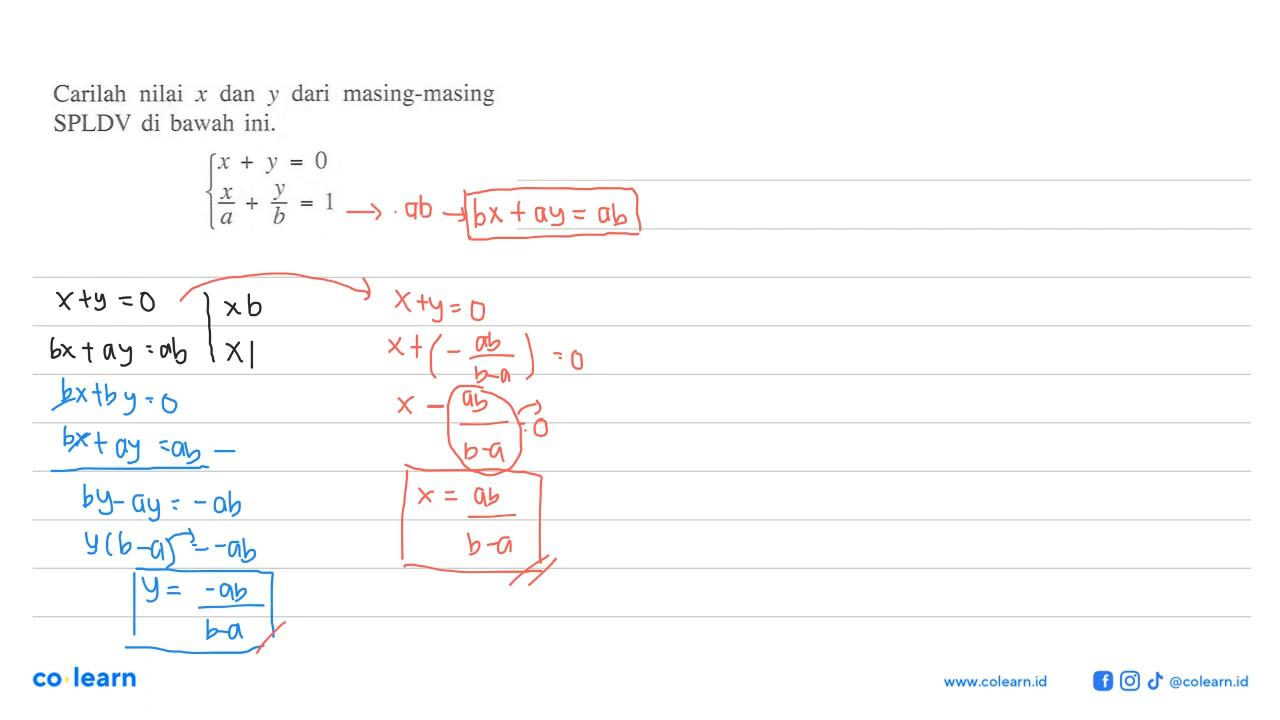 Carilah nilai x dan y dari masing-masing
SPLDV di bawah ini.
x + y = 0
x/a + y/b = 1 → · ab → bx + ay = ab
x+y = 0 | x b
bx + ay = ab | x 1
bx+by = 0
bx + ay = ab –
by - ay = - ab
y(b-a) = -ab
y = -ab/b-a
x+y = 0
x + (- ab/b-a) = 0
x - ab/b-a = 0
x = ab/b-a
co learn
www.colearn.id
@colearn.id